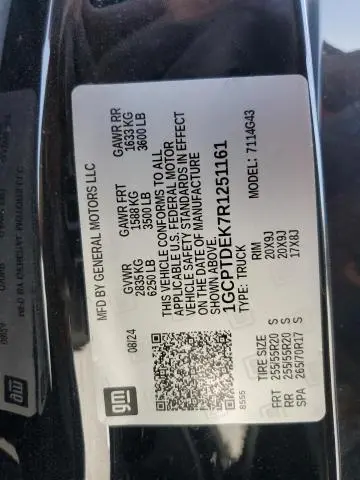 MFD BY GENERAL MOTORS LLC
08/24
GVWR
2835 KG
6250 LB
GAWR FRT
1588 KG
3500 LB
GAWR RR
1633 KG
3600 LB
THIS VEHICLE CONFORMS TO ALL
APPLICABLE U.S. FEDERAL MOTOR
VEHICLE SAFETY STANDARDS IN EFFECT
ON THE DATE OF MANUFACTURE
SHOWN ABOVE.
1GCPTDEK7R1251161
TYPE: TRUCK
MODEL: 7114G43
gm
8555
TIRE SIZE
RIM
FRT 255/55R20 S 20X9J
RR 255/55R20 S 20X9J
SPA 265/70R17 S 17X8J
gm